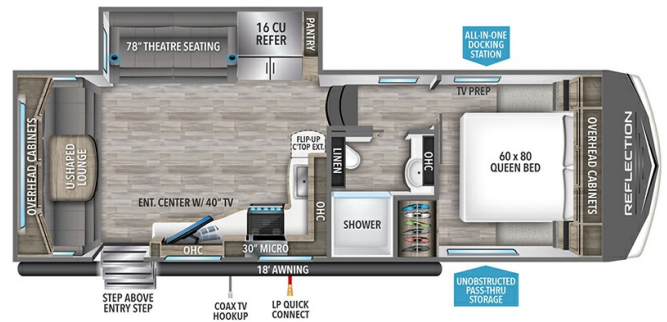 78" THEATRE SEATING
16 CU
REFER
PANTRY
ALL-IN-ONE
DOCKING
STATION
TV PREP
OVERHEAD CABINETS
U-SHAPED
LOUNGE
FLIP-UP
C'TOP EXT.
LINEN
OHC
60 x 80
QUEEN BED
OVERHEAD CABINETS
REFLECTION
ENT. CENTER W/ 40" TV
OHC
SHOWER
OHC
30" MICRO
18' AWNING
STEP ABOVE
ENTRY STEP
COAX TV
HOOKUP
LP QUICK
CONNECT
UNOBSTRUCTED
PASS-THRU
STORAGE